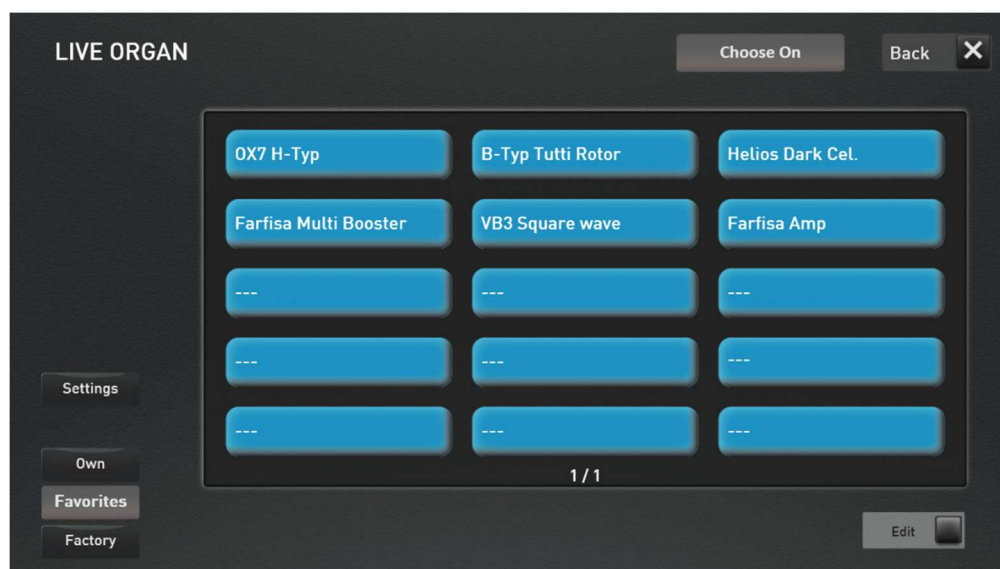 LIVE ORGAN
Choose On
Back
OX7 H-Typ
B-Typ Tutti Rotor
Helios Dark Cel.
Farfisa Multi Booster
VB3 Square wave
Farfisa Amp
---
---
---
---
---
---
---
---
---
1 / 1
Settings
Own
Favorites
Factory
Edit